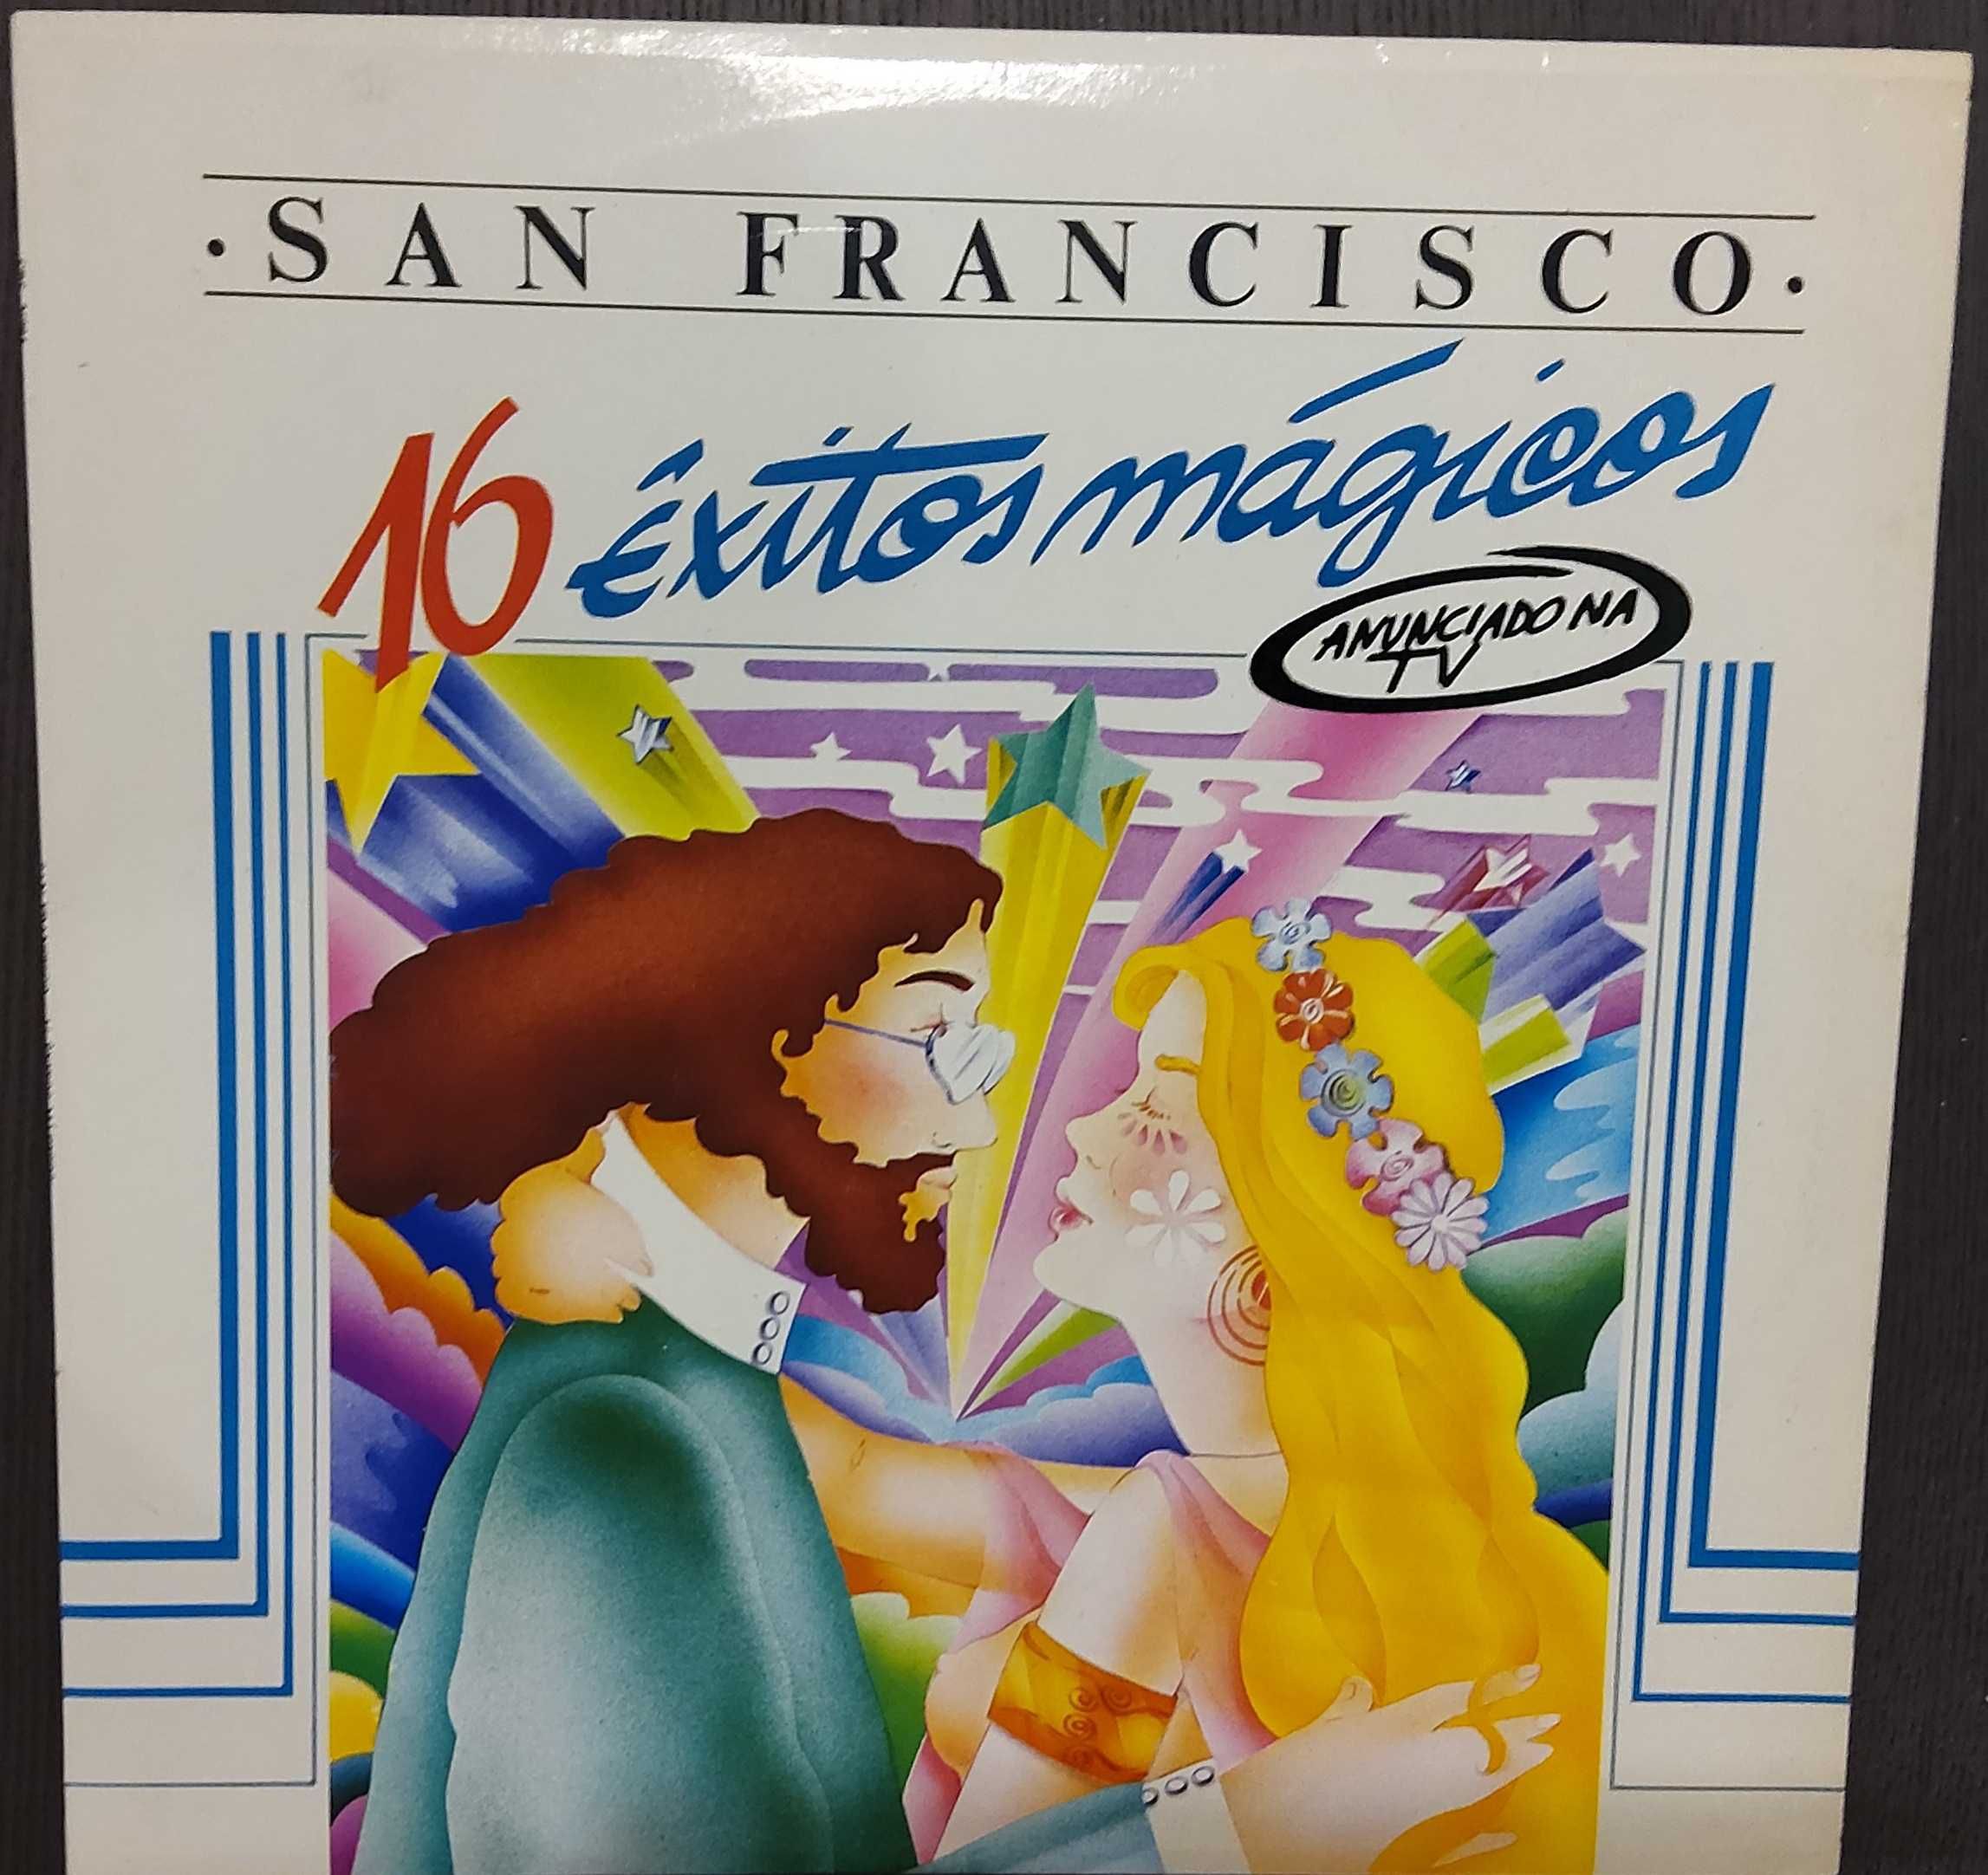 ·SAN FRANCISCO·
16 êxitos mágicos
ANUNCIADO NA
TV